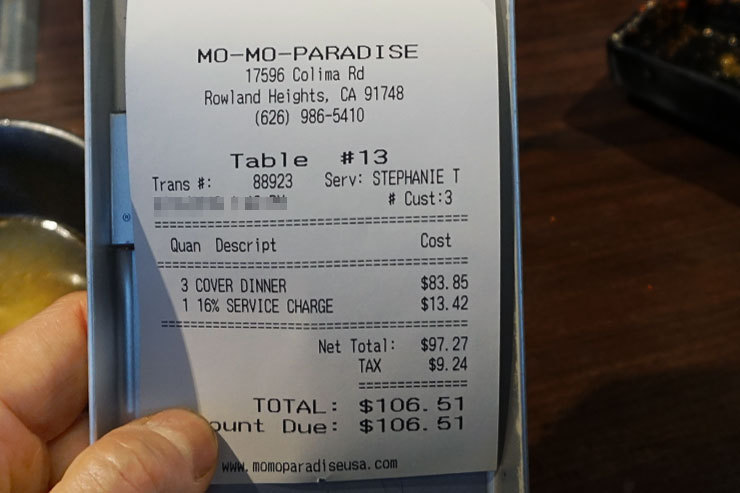 MO-MO-PARADISE
17596 Colima Rd
Rowland Heights, CA 91748
(626) 986-5410
Table #13
Trans #: 88923 Serv: STEPHANIE T
# Cust:3
Quan Descript Cost
3 COVER DINNER $83.85
1 16% SERVICE CHARGE $13.42
Net Total: $97.27
TAX $9.24
TOTAL: $106.51
ount Due: $106.51
www.momoparadiseusa.com